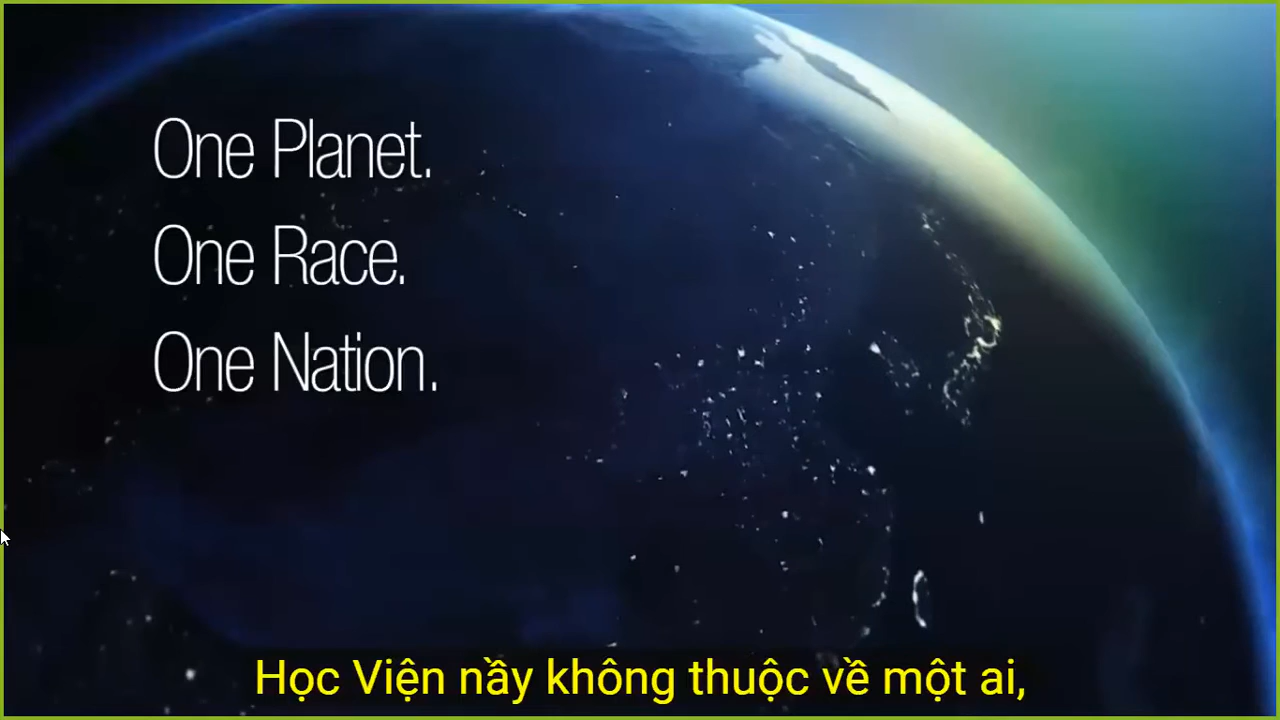 One Planet.
One Race.
One Nation.
Học Viện nầy không thuộc về một ai,